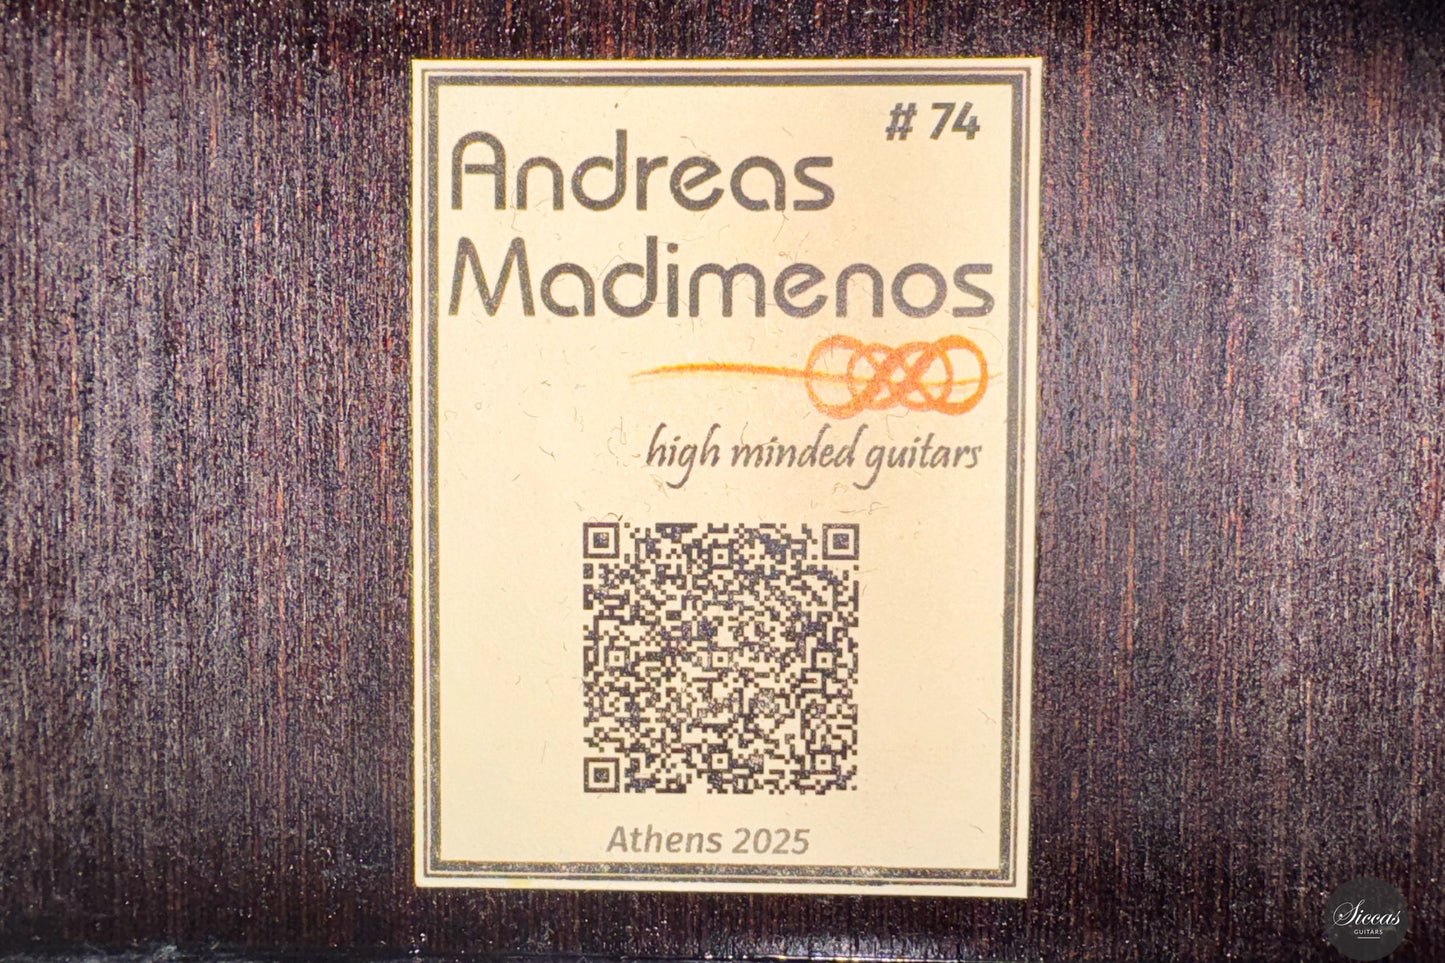 # 74
Andreas
Madimenos
high minded guitars
Athens 2025
Siccas
GUITARS